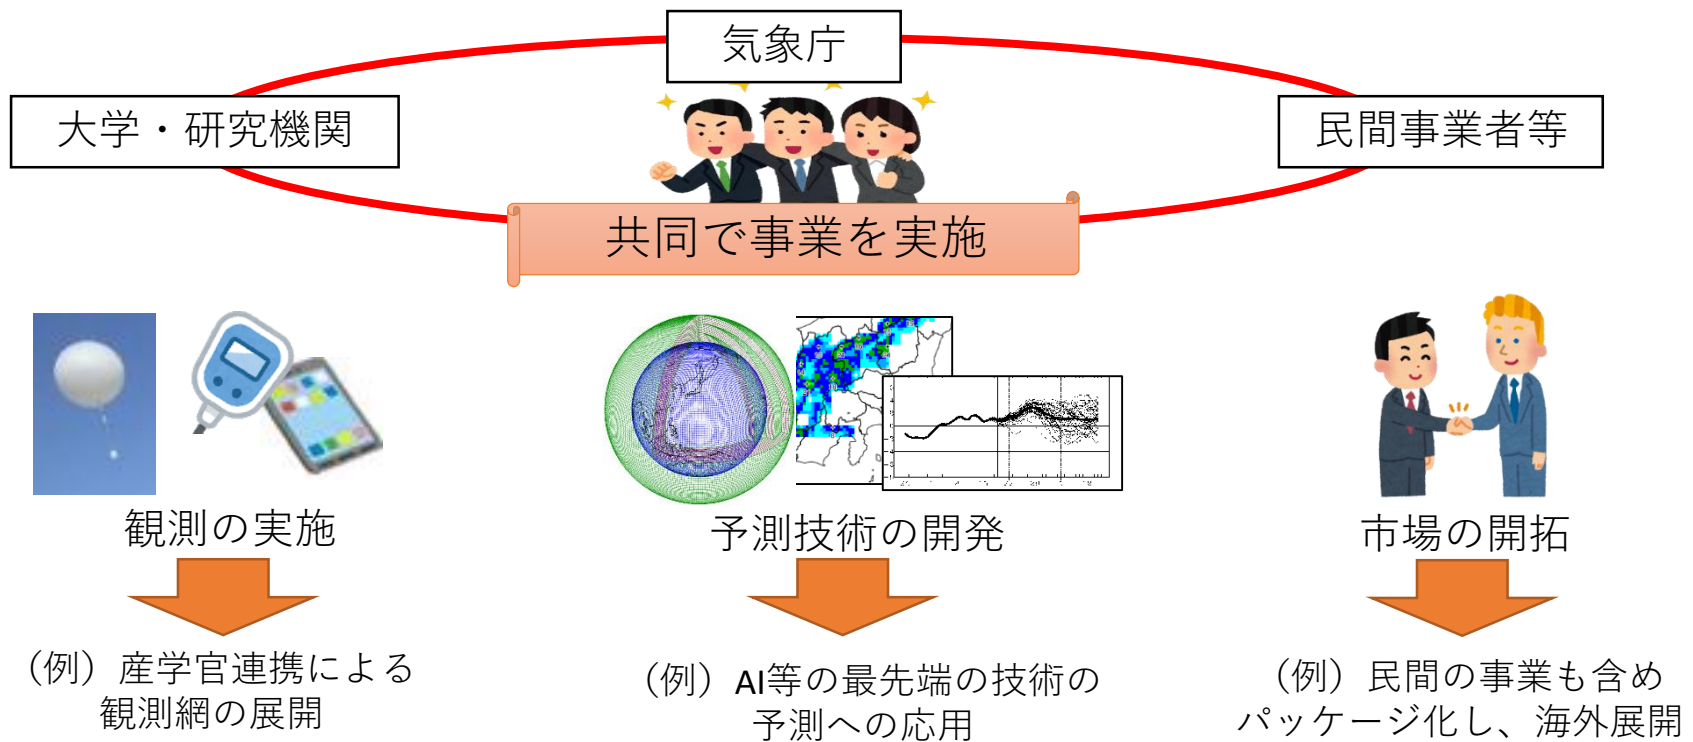 気象庁
大学・研究機関
民間事業者等
共同で事業を実施
観測の実施
予測技術の開発
市場の開拓
（例）産学官連携による
観測網の展開
（例）AI等の最先端の技術の
予測への応用
（例）民間の事業も含め
パッケージ化し、海外展開